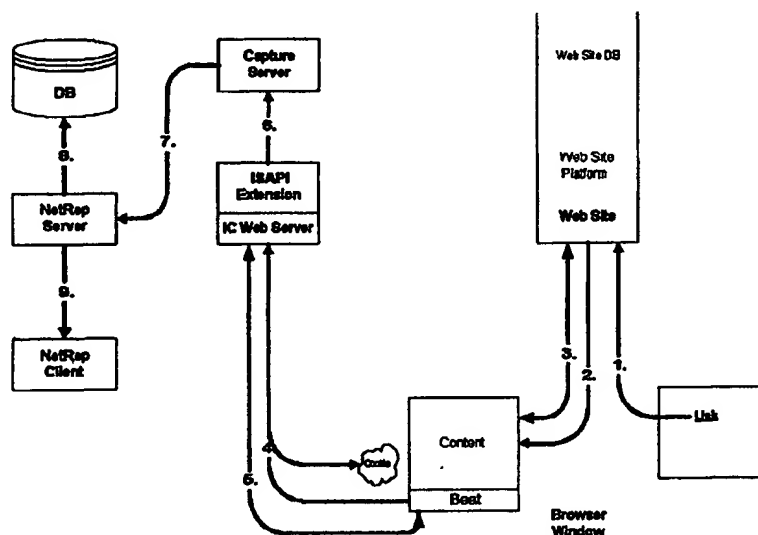 DB
8.
NetRep
Server
9.
NetRep
Client
7.
Capture
Server
6.
ISAPI
Extension
IC Web Server
4.
5.
Cookie
Content
Beat
Browser
Window
Web Site DB
Web Site
Platform
Web Site
3.
2.
1.
Link